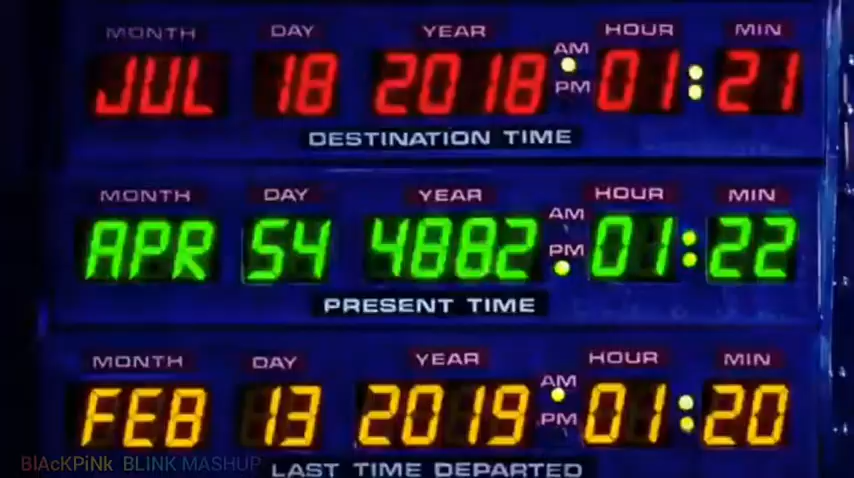 MONTH DAY YEAR HOUR MIN
JUL 18 2018 AM PM 01:21
DESTINATION TIME
MONTH DAY YEAR HOUR MIN
APR 54 4882 AM PM 01:22
PRESENT TIME
MONTH DAY YEAR HOUR MIN
FEB 13 2019 AM PM 01:20
BlAcKPiNk BLINK MASHUP
LAST TIME DEPARTED